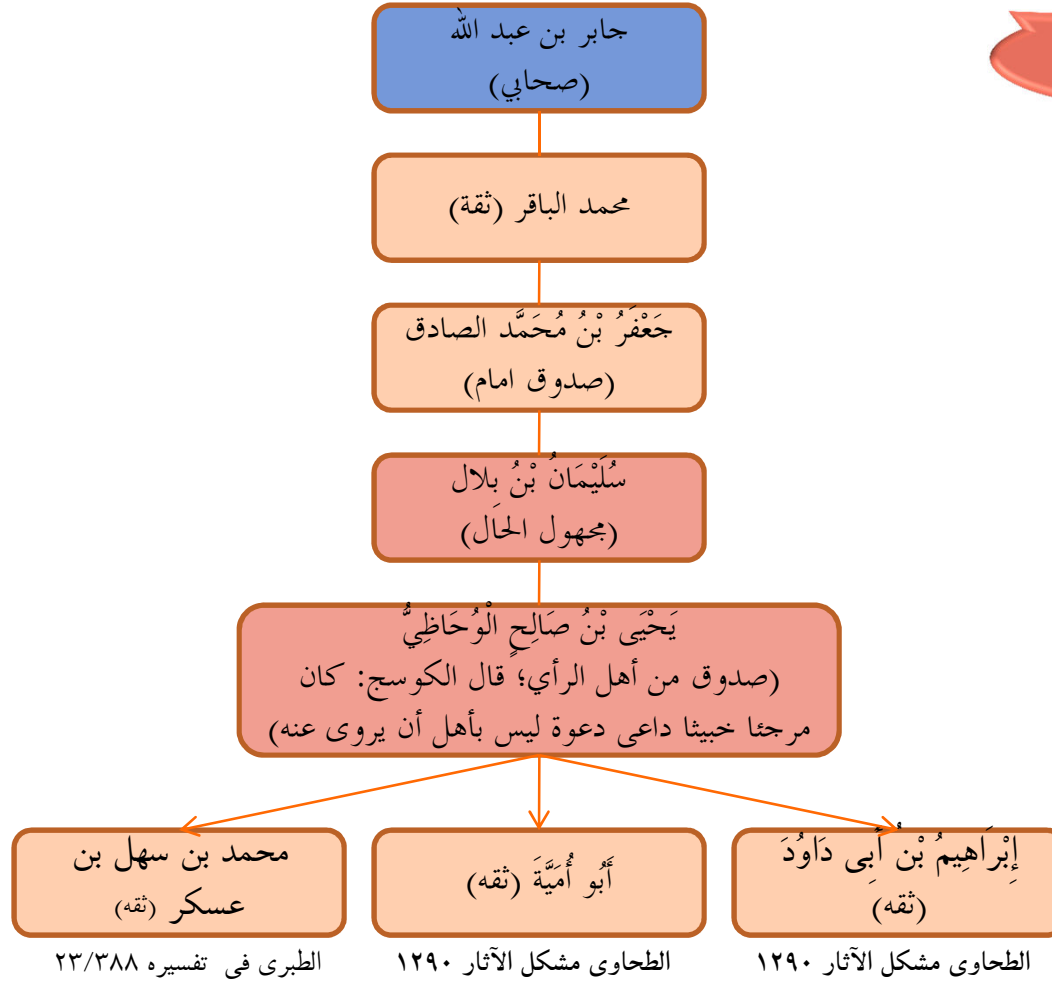 جابر بن عبد الله
(صحابي)
محمد الباقر (ثقة)
جَعْفَرُ بْنُ مُحَمَّد الصادق
(صدوق امام)
سُلَيْمَانُ بْنُ بِلال
(مجهول الحال)
يَحْيَى بْنُ صَالِحٍ الْوُحَاظِيُّ
(صدوق من أهل الرأي؛ قال الكوسج: كان
مرجئا خبيثا داعى دعوة ليس بأهل أن يروى عنه)
إِبْرَاهِيمُ بْنُ أَبِى دَاوُدَ
(ثقه)
أَبُو أُمَيَّةَ (ثقه)
محمد بن سهل بن
عسكر (ثقه)
الطحاوى مشكل الآثار ١٢٩٠
الطحاوى مشكل الآثار ١٢٩٠
الطبرى فى تفسيره ٢٣/٣٨٨